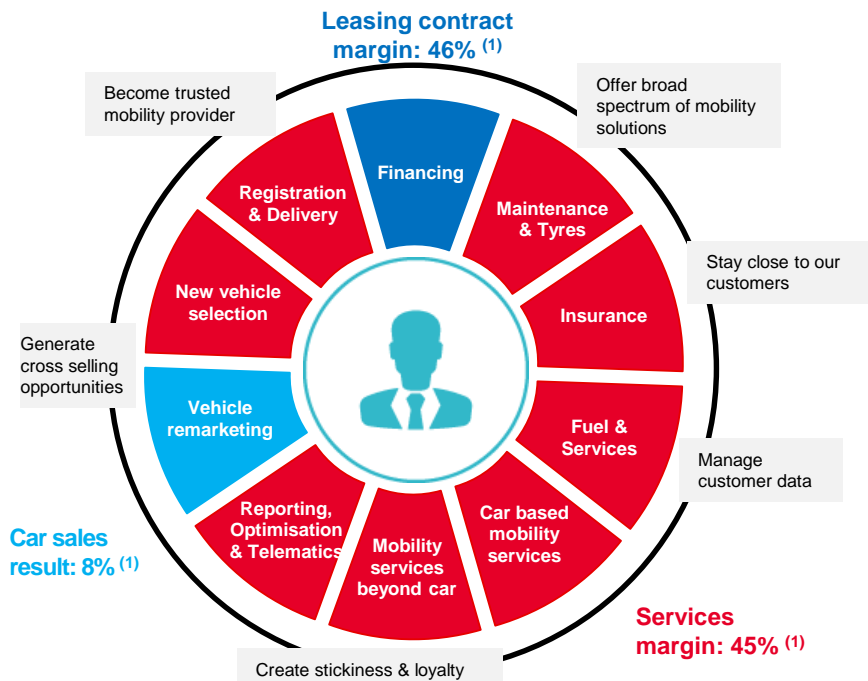 Leasing contract
margin: 46% (1)
Become trusted
mobility provider
Offer broad
spectrum of mobility
solutions
Financing
Registration
& Delivery
Maintenance
& Tyres
New vehicle
selection
Insurance
Stay close to our
customers
Generate
cross selling
opportunities
Vehicle
remarketing
Fuel &
Services
Manage
customer data
Reporting,
Optimisation
& Telematics
Mobility
services
beyond car
Car based
mobility
services
Car sales
result: 8% (1)
Services
margin: 45% (1)
Create stickiness & loyalty